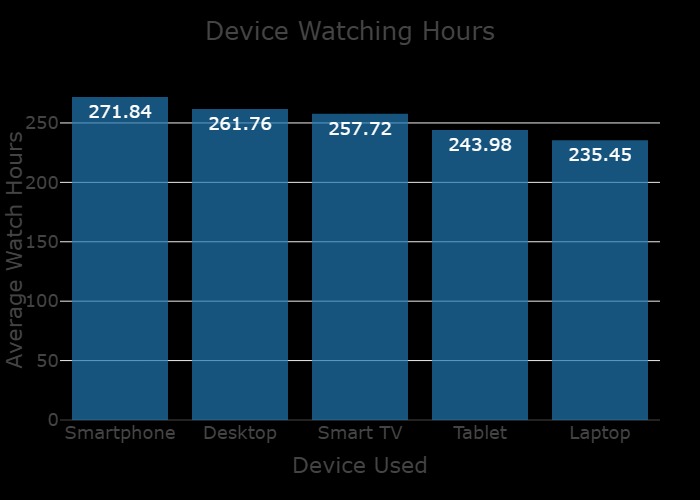 Device Watching Hours
Average Watch Hours
250
200
150
100
50
0
271.84
261.76
257.72
243.98
235.45
Smartphone
Desktop
Smart TV
Tablet
Laptop
Device Used